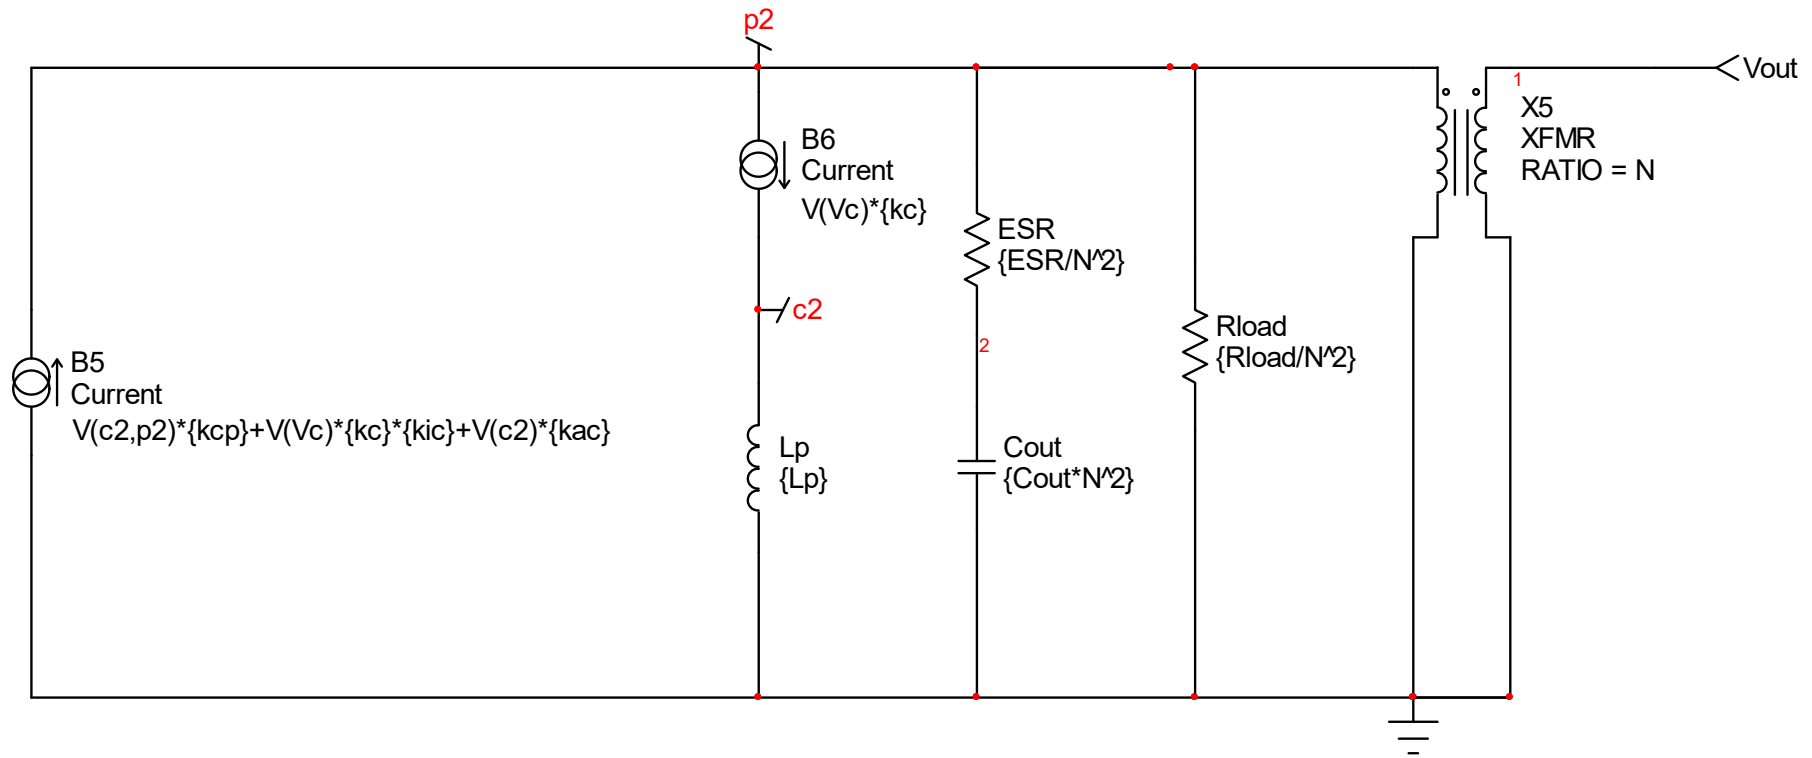 p2
Vout
1
X5
XFMR
RATIO = N
B6
Current
V(Vc)*{kc}
ESR
{ESR/N^2}
c2
2
Rload
{Rload/N^2}
B5
Current
V(c2,p2)*{kcp}+V(Vc)*{kc}*{kic}+V(c2)*{kac}
Lp
{Lp}
Cout
{Cout*N^2}